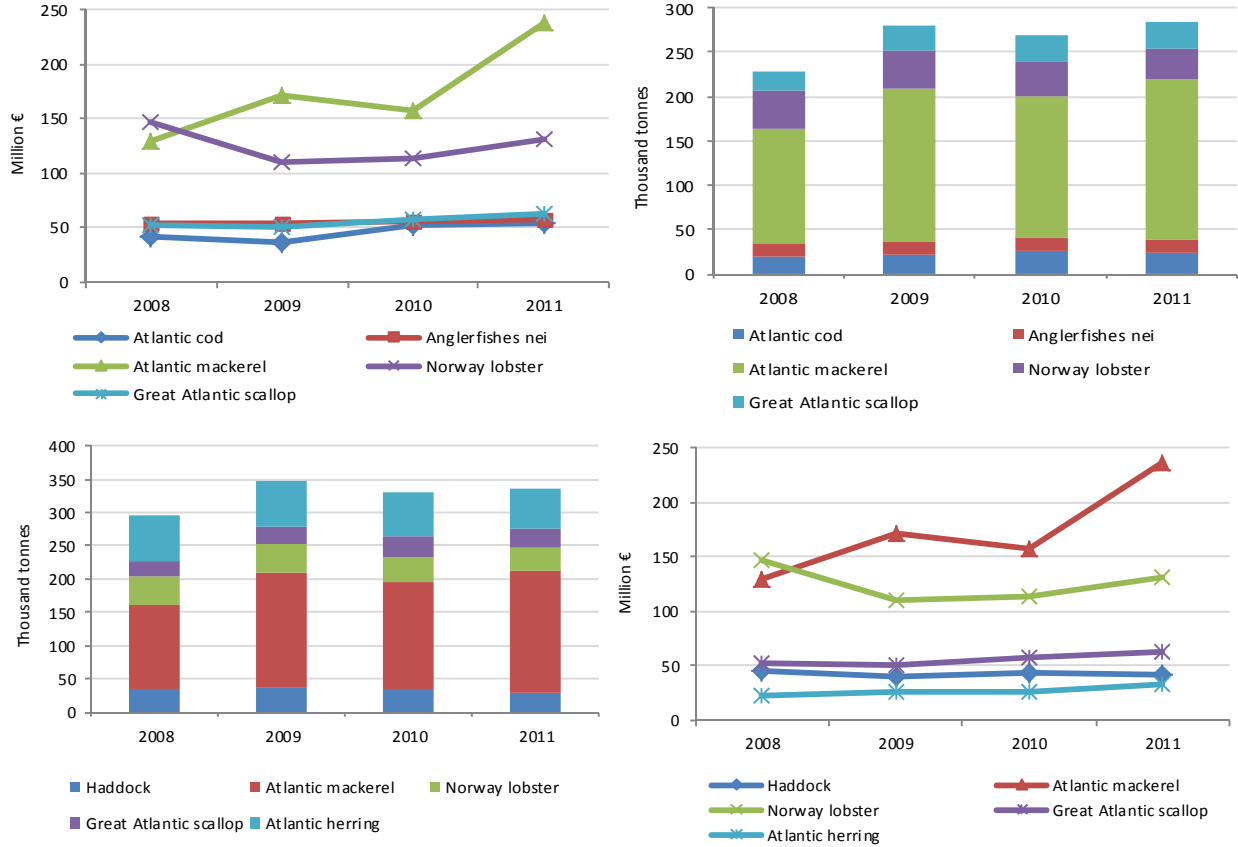 250
200
150
100
50
0
Million €
2008 2009 2010 2011
Atlantic cod Anglerfishes nei
Atlantic mackerel Norway lobster
Great Atlantic scallop
300
250
200
150
100
50
0
Thousand tonnes
2008 2009 2010 2011
Atlantic cod Anglerfishes nei
Atlantic mackerel Norway lobster
Great Atlantic scallop
400
350
300
250
200
150
100
50
0
Thousand tonnes
2008 2009 2010 2011
Haddock Atlantic mackerel Norway lobster
Great Atlantic scallop Atlantic herring
250
200
150
100
50
0
Million €
2008 2009 2010 2011
Haddock Atlantic mackerel
Norway lobster Great Atlantic scallop
Atlantic herring